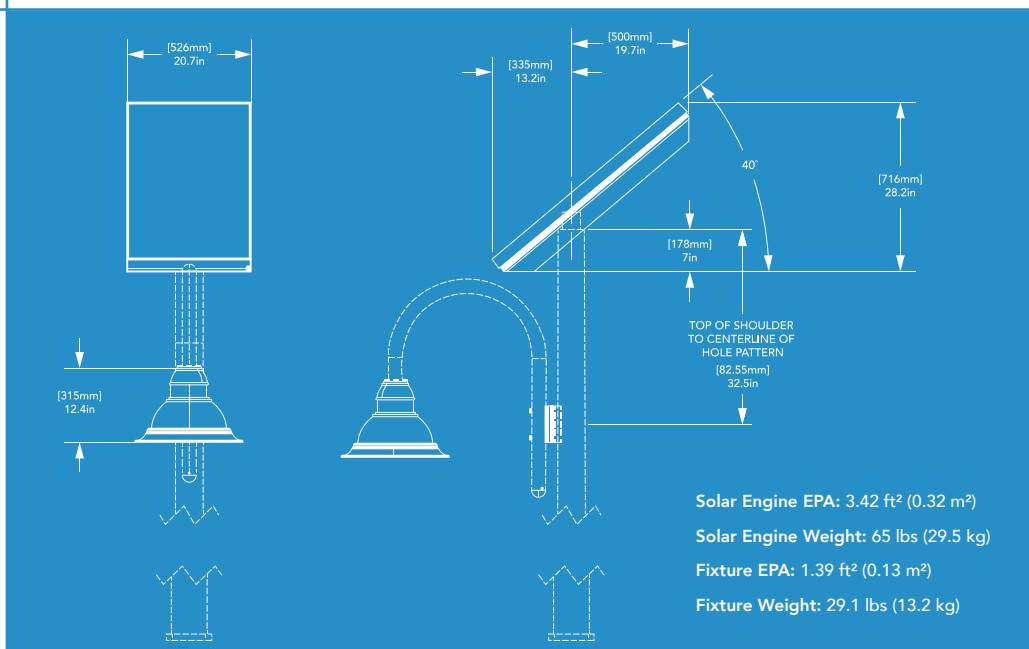 [526mm]
20.7in
[500mm]
19.7in
[335mm]
13.2in
40°
[716mm]
28.2in
[178mm]
7in
TOP OF SHOULDER
TO CENTERLINE OF
HOLE PATTERN
[82.55mm]
32.5in
[315mm]
12.4in
Solar Engine EPA: 3.42 ft² (0.32 m²)
Solar Engine Weight: 65 lbs (29.5 kg)
Fixture EPA: 1.39 ft² (0.13 m²)
Fixture Weight: 29.1 lbs (13.2 kg)